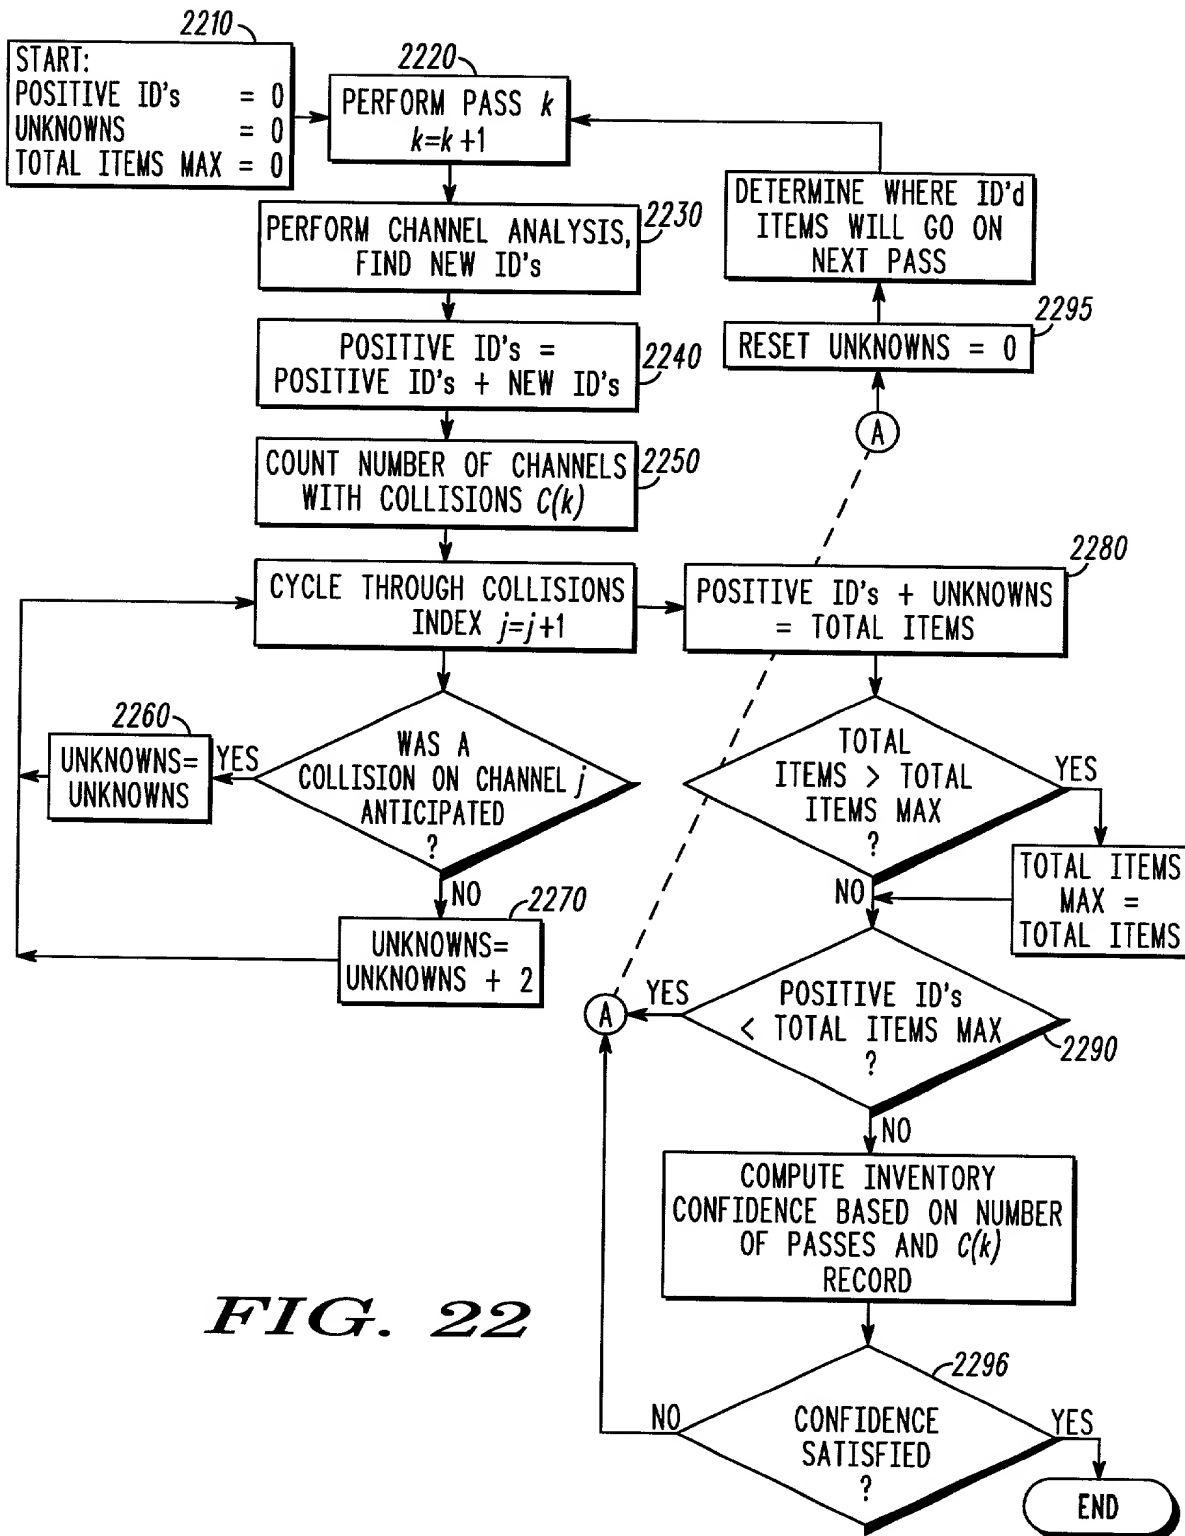 2210
START:
POSITIVE ID's = 0
UNKNOWNS = 0
TOTAL ITEMS MAX = 0
2220
PERFORM PASS k
k=k+1
2230
PERFORM CHANNEL ANALYSIS,
FIND NEW ID's
2240
POSITIVE ID's =
POSITIVE ID's + NEW ID's
2250
COUNT NUMBER OF CHANNELS
WITH COLLISIONS C(k)
CYCLE THROUGH COLLISIONS
INDEX j=j+1
WAS A
COLLISION ON CHANNEL j
ANTICIPATED
?
YES
2260
UNKNOWNS=
UNKNOWNS
NO
2270
UNKNOWNS=
UNKNOWNS + 2
DETERMINE WHERE ID'd
ITEMS WILL GO ON
NEXT PASS
2295
RESET UNKNOWNS = 0
A
2280
POSITIVE ID's + UNKNOWNS
= TOTAL ITEMS
TOTAL
ITEMS > TOTAL
ITEMS MAX
?
YES
TOTAL ITEMS
MAX =
TOTAL ITEMS
NO
POSITIVE ID's
< TOTAL ITEMS MAX
?
2290
YES
A
NO
COMPUTE INVENTORY
CONFIDENCE BASED ON NUMBER
OF PASSES AND C(k)
RECORD
2296
CONFIDENCE
SATISFIED
?
NO
YES
END
FIG. 22